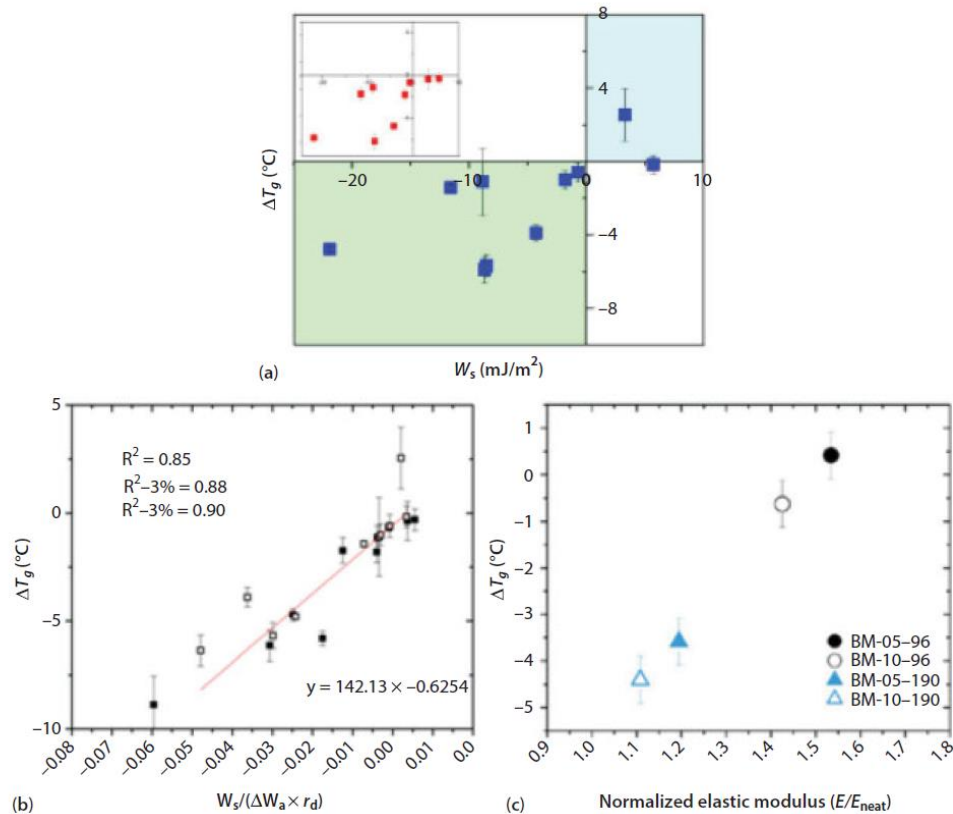 8
4
−20
−10
0
10
−4
−8
ΔTg (°C)
(a)
Ws (mJ/m²)
5
0
−5
−10
ΔTg (°C)
R² = 0.85
R²–3% = 0.88
R²–3% = 0.90
y = 142.13 × –0.6254
−0.08
−0.07
−0.06
−0.05
−0.04
−0.03
−0.02
−0.01
0.00
0.01
0.0
(b)
Ws/(ΔWa × rd)
1
0
−1
−2
−3
−4
−5
ΔTg (°C)
BM-05–96
BM-10–96
BM-05–190
BM-10–190
0.9
1.0
1.1
1.2
1.3
1.4
1.5
1.6
1.7
1.8
(c)
Normalized elastic modulus (E/Eneat)